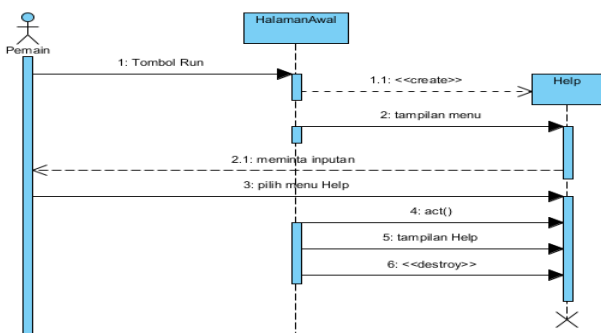 HalamanAwal
Pemain
1: Tombol Run
1.1: <<create>>
Help
2: tampilan menu
2.1: meminta inputan
3: pilih menu Help
4: act()
5: tampilan Help
6: <<destroy>>